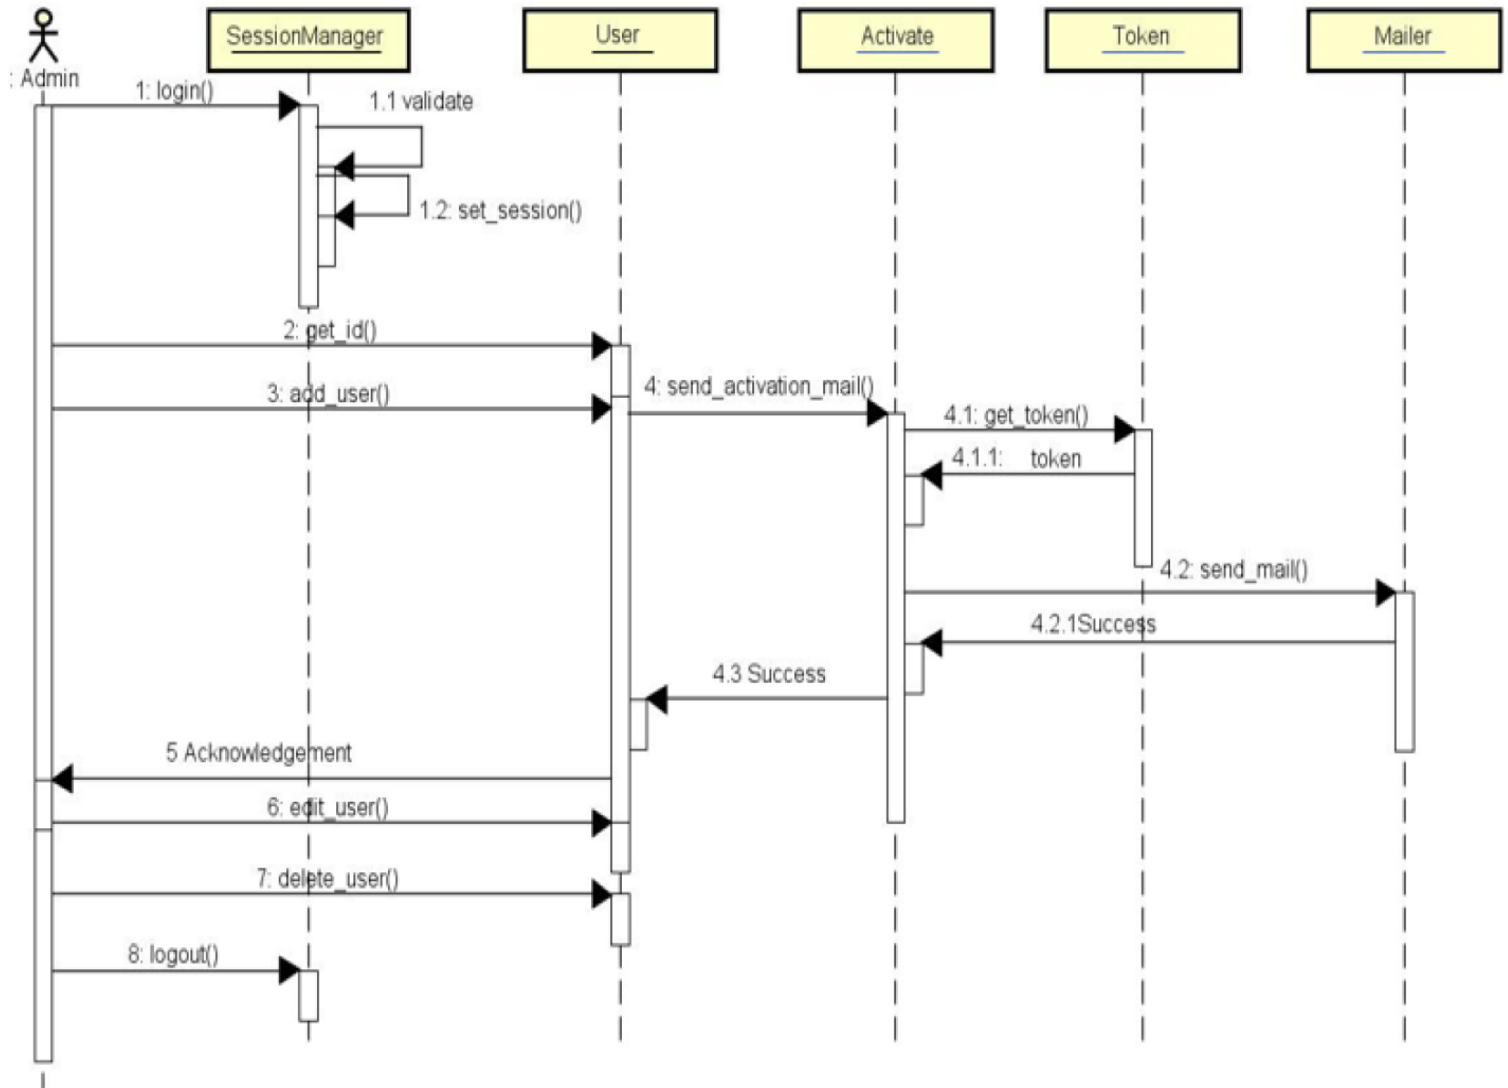 SessionManager
User
Activate
Token
Mailer
: Admin
1: login()
1.1 validate
1.2: set_session()
2: get_id()
3: add_user()
4: send_activation_mail()
4.1: get_token()
4.1.1: token
4.2: send_mail()
4.2.1Success
4.3 Success
5 Acknowledgement
6: edit_user()
7: delete_user()
8: logout()